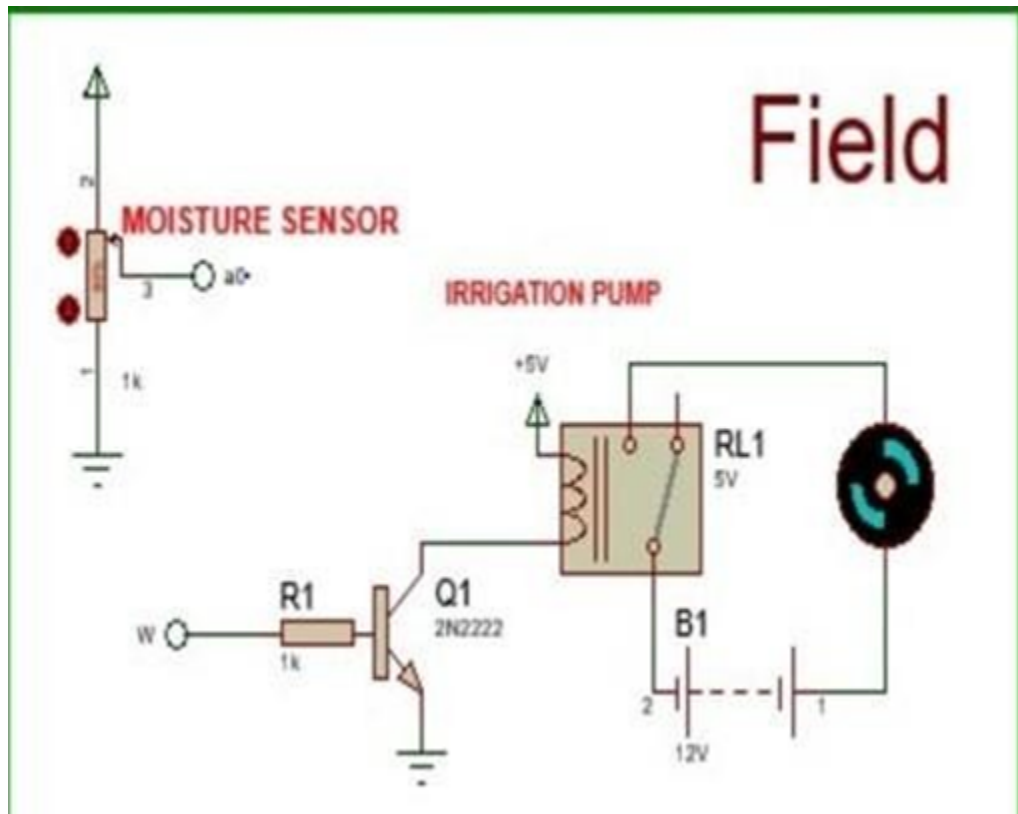 Field
2
MOISTURE SENSOR
3
a0
1
1k
IRRIGATION PUMP
+5V
RL1
5V
R1
1k
Q1
2N2222
W
B1
2
1
12V